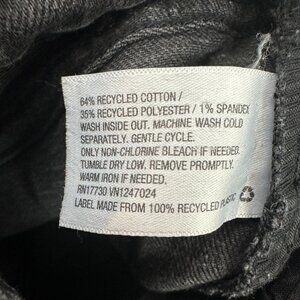 64% RECYCLED COTTON /
35% RECYCLED POLYESTER / 1% SPANDEX
WASH INSIDE OUT. MACHINE WASH COLD
SEPARATELY. GENTLE CYCLE.
ONLY NON-CHLORINE BLEACH IF NEEDED.
TUMBLE DRY LOW. REMOVE PROMPTLY.
WARM IRON IF NEEDED.
RN17730 VN1247024
LABEL MADE FROM 100% RECYCLED PLASTIC